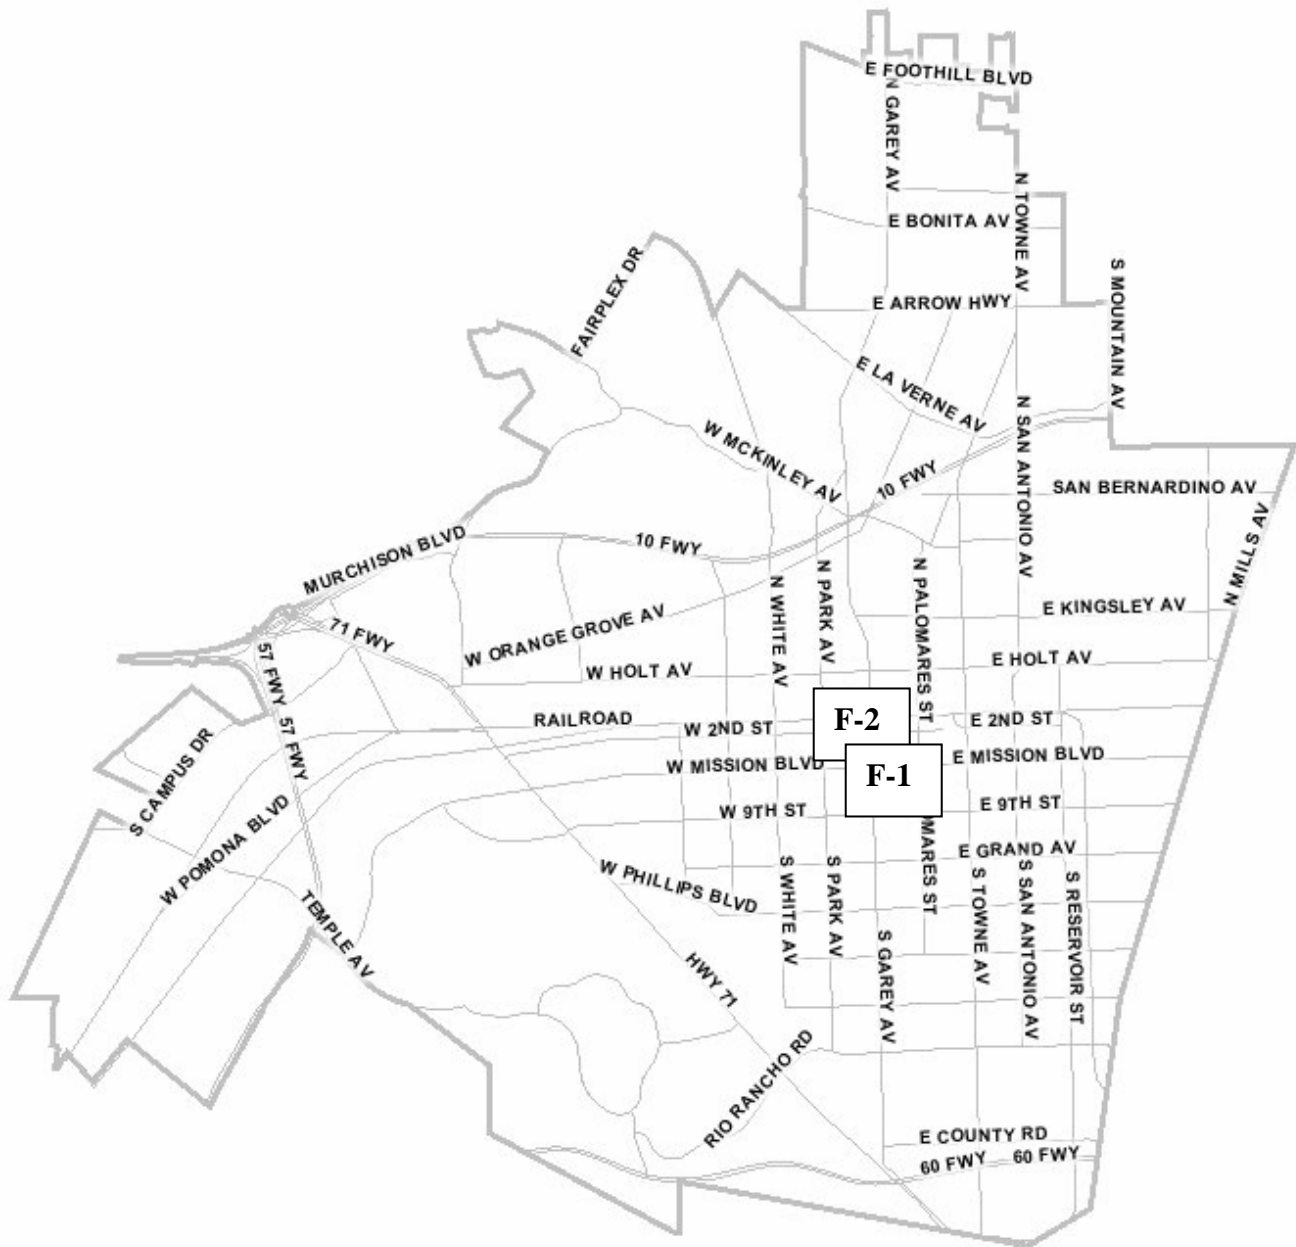 E FOOTHILL BLVD
N GAREY AV
N TOWNE AV
E BONITA AV
FAIRPLEX DR
S MOUNTAIN AV
E ARROW HWY
E LA VERNE AV
N SAN ANTONIO AV
W MCKINLEY AV
10 FWY
SAN BERNARDINO AV
N MILLS AV
MURCHISON BLVD
10 FWY
N WHITE AV
N PARK AV
N PALOMARES ST
E KINGSLEY AV
71 FWY
W ORANGE GROVE AV
57 FWY
W HOLT AV
E HOLT AV
57 FWY
RAILROAD
W 2ND ST
F-2
E 2ND ST
S CAMPUS DR
W MISSION BLVD
F-1
E MISSION BLVD
W POMONA BLVD
W 9TH ST
E 9TH ST
OMARES ST
E GRAND AV
W PHILLIPS BLVD
S WHITE AV
S PARK AV
S TOWNE AV
S SAN ANTONIO AV
S RESERVOIR ST
TEMPLE AV
S GAREY AV
HWY 71
RIO RANCHO RD
E COUNTY RD
60 FWY
60 FWY